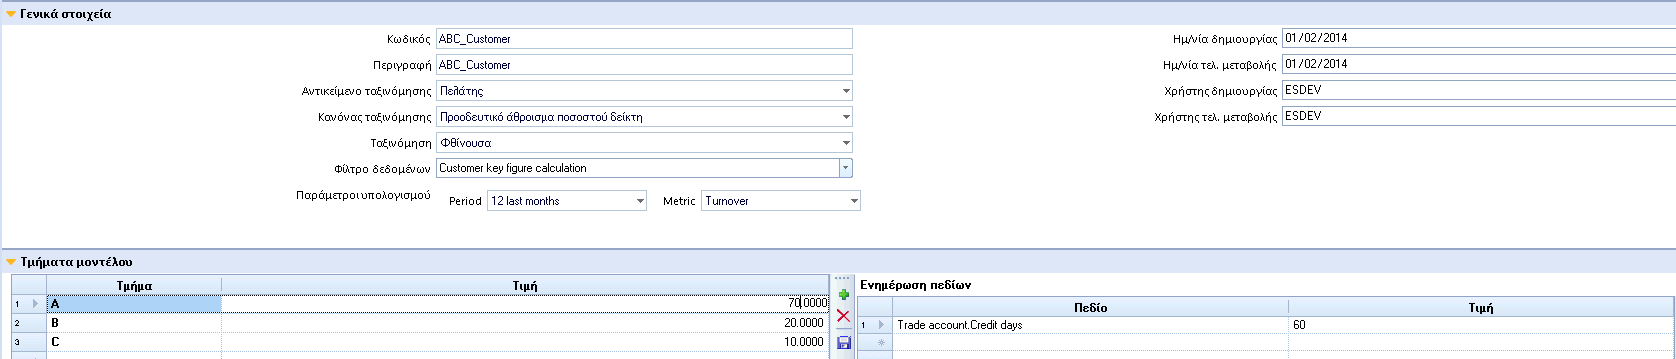 Γενικά στοιχεία
Κωδικός ABC_Customer Ημ/νία δημιουργίας 01/02/2014
Περιγραφή ABC_Customer Ημ/νία τελ. μεταβολής 01/02/2014
Αντικείμενο ταξινόμησης Πελάτης Χρήστης δημιουργίας ESDEV
Κανόνας ταξινόμησης Προοδευτικό άθροισμα ποσοστού δείκτη Χρήστης τελ. μεταβολής ESDEV
Ταξινόμηση Φθίνουσα
Φίλτρο δεδομένων Customer key figure calculation
Παράμετροι υπολογισμού Period 12 last months Metric Turnover
Τμήματα μοντέλου
Τμήμα Τιμή Ενημέρωση πεδίων
1 A 70.0000 Πεδίο Τιμή
2 B 20.0000 1 Trade account.Credit days 60
3 C 10.0000